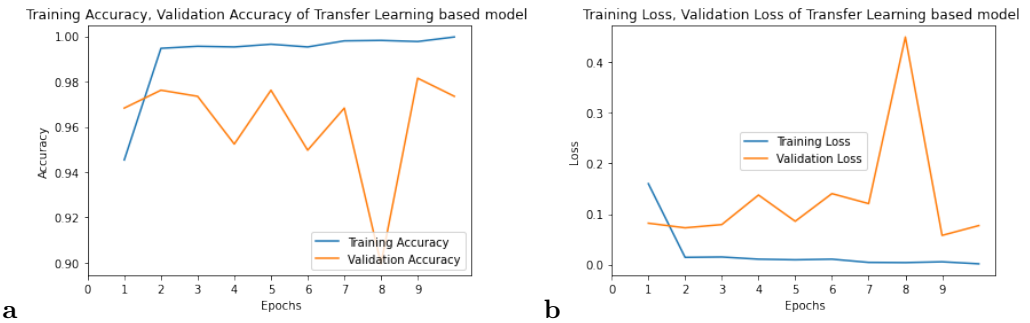 Training Accuracy, Validation Accuracy of Transfer Learning based model
1.00
0.98
0.96
0.94
0.92
0.90
Accuracy
Training Accuracy
Validation Accuracy
0 1 2 3 4 5 6 7 8 9
Epochs
a
Training Loss, Validation Loss of Transfer Learning based model
0.4
0.3
0.2
0.1
0.0
Loss
Training Loss
Validation Loss
0 1 2 3 4 5 6 7 8 9
Epochs
b